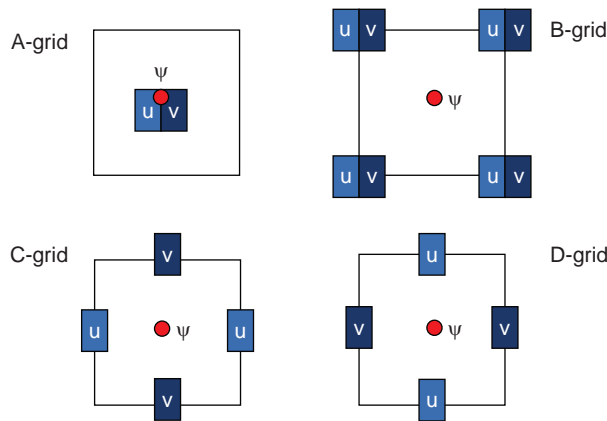 A-grid
ψ
u v
B-grid
u v u v
ψ
u v u v
C-grid
v
u ψ u
v
D-grid
u
v ψ v
u